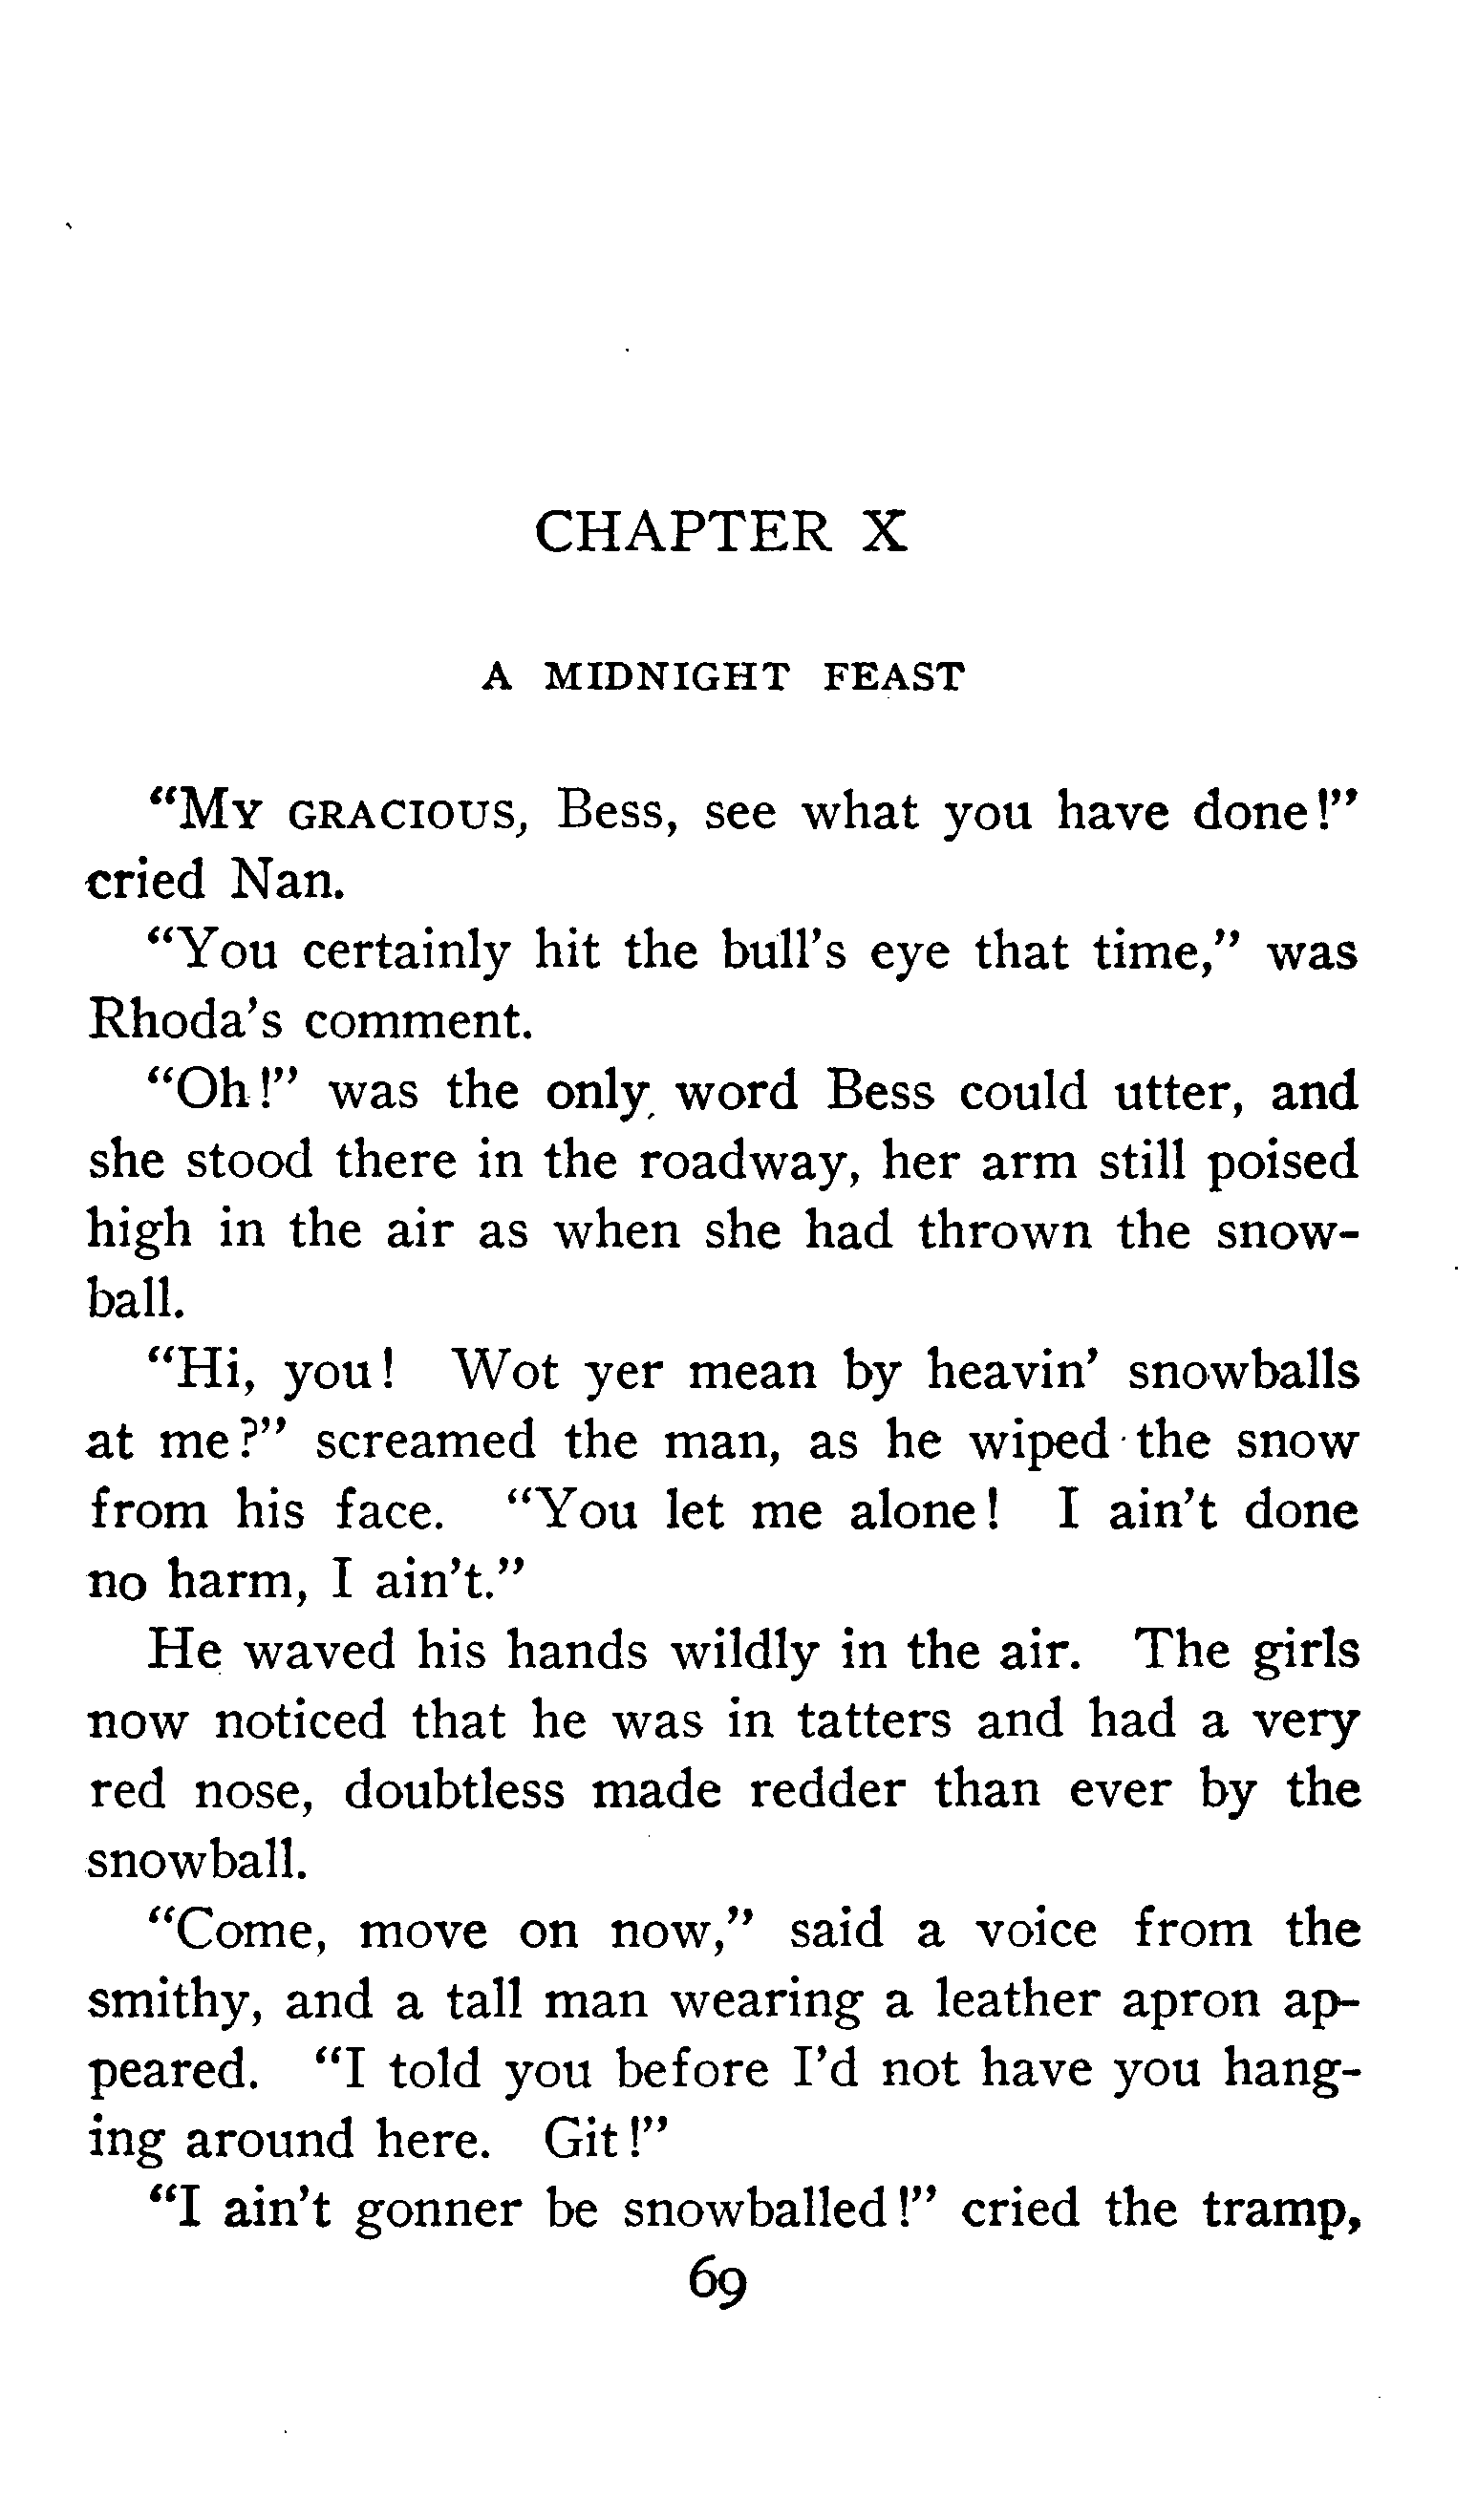 CHAPTER X
A MIDNIGHT FEAST
"MY GRACIOUS, Bess, see what you have done!"
cried Nan.
"You certainly hit the bull's eye that time," was
Rhoda's comment.
"Oh!" was the only word Bess could utter, and
she stood there in the roadway, her arm still poised
high in the air as when she had thrown the snow-
ball.
"Hi, you! Wot yer mean by heavin' snowballs
at me?" screamed the man, as he wiped the snow
from his face. "You let me alone! I ain't done
no harm, I ain't."
He waved his hands wildly in the air. The girls
now noticed that he was in tatters and had a very
red nose, doubtless made redder than ever by the
snowball.
"Come, move on now," said a voice from the
smithy, and a tall man wearing a leather apron ap-
peared. "I told you before I'd not have you hang-
ing around here. Git!"
"I ain't gonner be snowballed!" cried the tramp,
69